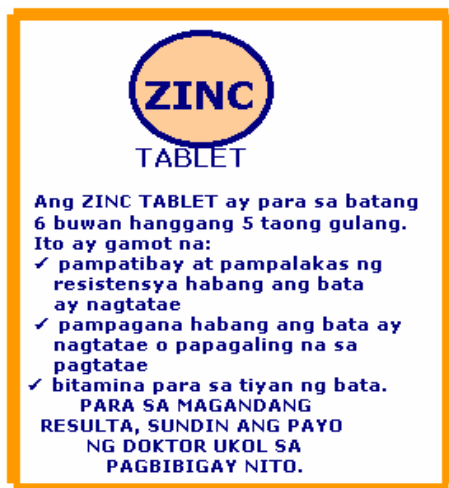 ZINC
TABLET
Ang ZINC TABLET ay para sa batang
6 buwan hanggang 5 taong gulang.
Ito ay gamot na:
✓ pampatibay at pampalakas ng
resistensya habang ang bata
ay nagtatae
✓ pampagana habang ang bata ay
nagtatae o papagaling na sa
pagtatae
✓ bitamina para sa tiyan ng bata.
PARA SA MAGANDANG
RESULTA, SUNDIN ANG PAYO
NG DOKTOR UKOL SA
PAGBIBIGAY NITO.